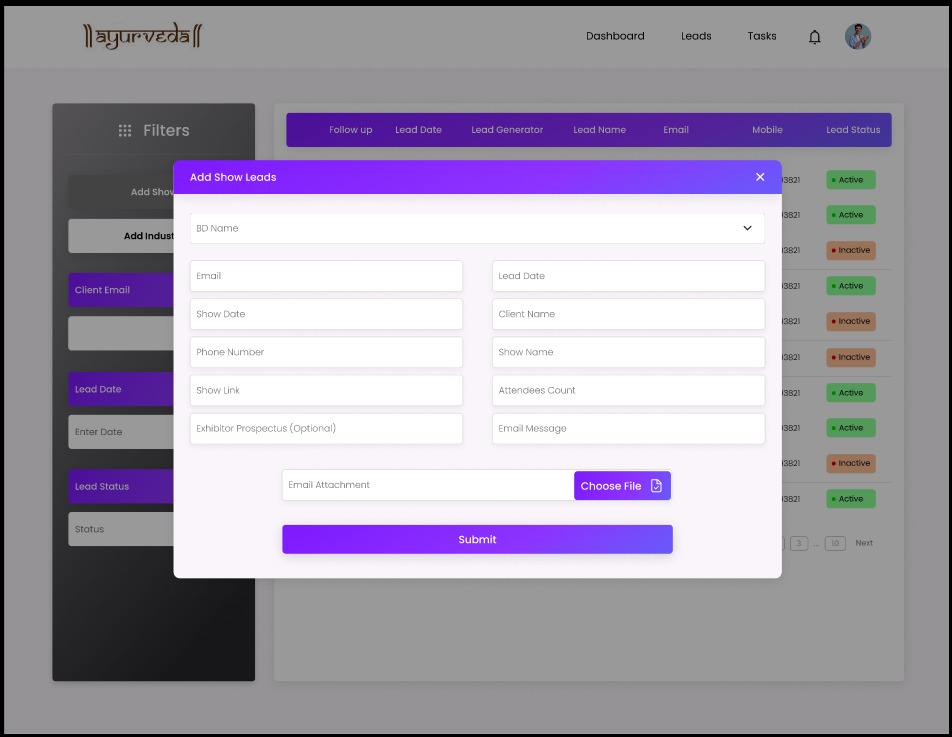 ||ayurveda||
Dashboard Leads Tasks
Filters
Follow up Lead Date Lead Generator Lead Name Email Mobile Lead Status
Add Show
Add Indust
Client Email
Lead Date
Enter Date
Lead Status
Status
Add Show Leads
BD Name
Email Lead Date
Show Date Client Name
Phone Number Show Name
Show Link Attendees Count
Exhibitor Prospectus (Optional) Email Message
Email Attachment Choose File
Submit
3821 Active
3821 Active
3821 Inactive
3821 Active
3821 Inactive
3821 Inactive
3821 Active
3821 Active
3821 Inactive
3821 Active
3 ... 10 Next